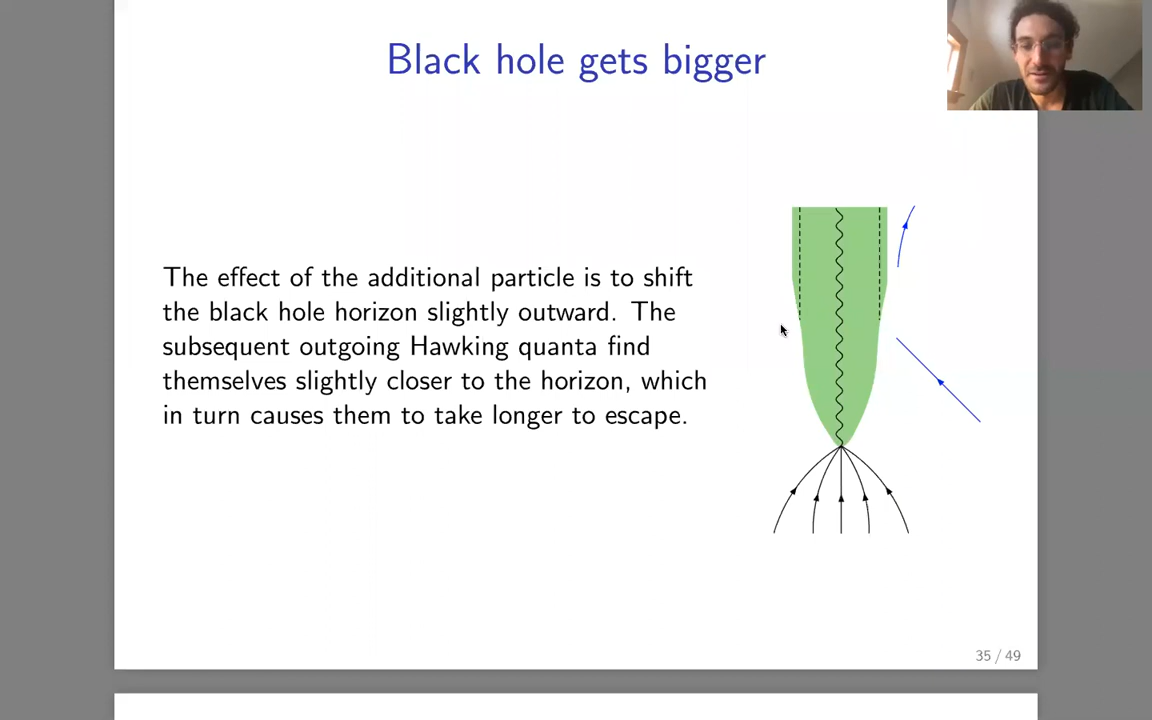 Black hole gets bigger
The effect of the additional particle is to shift
the black hole horizon slightly outward. The
subsequent outgoing Hawking quanta find
themselves slightly closer to the horizon, which
in turn causes them to take longer to escape.
35 / 49